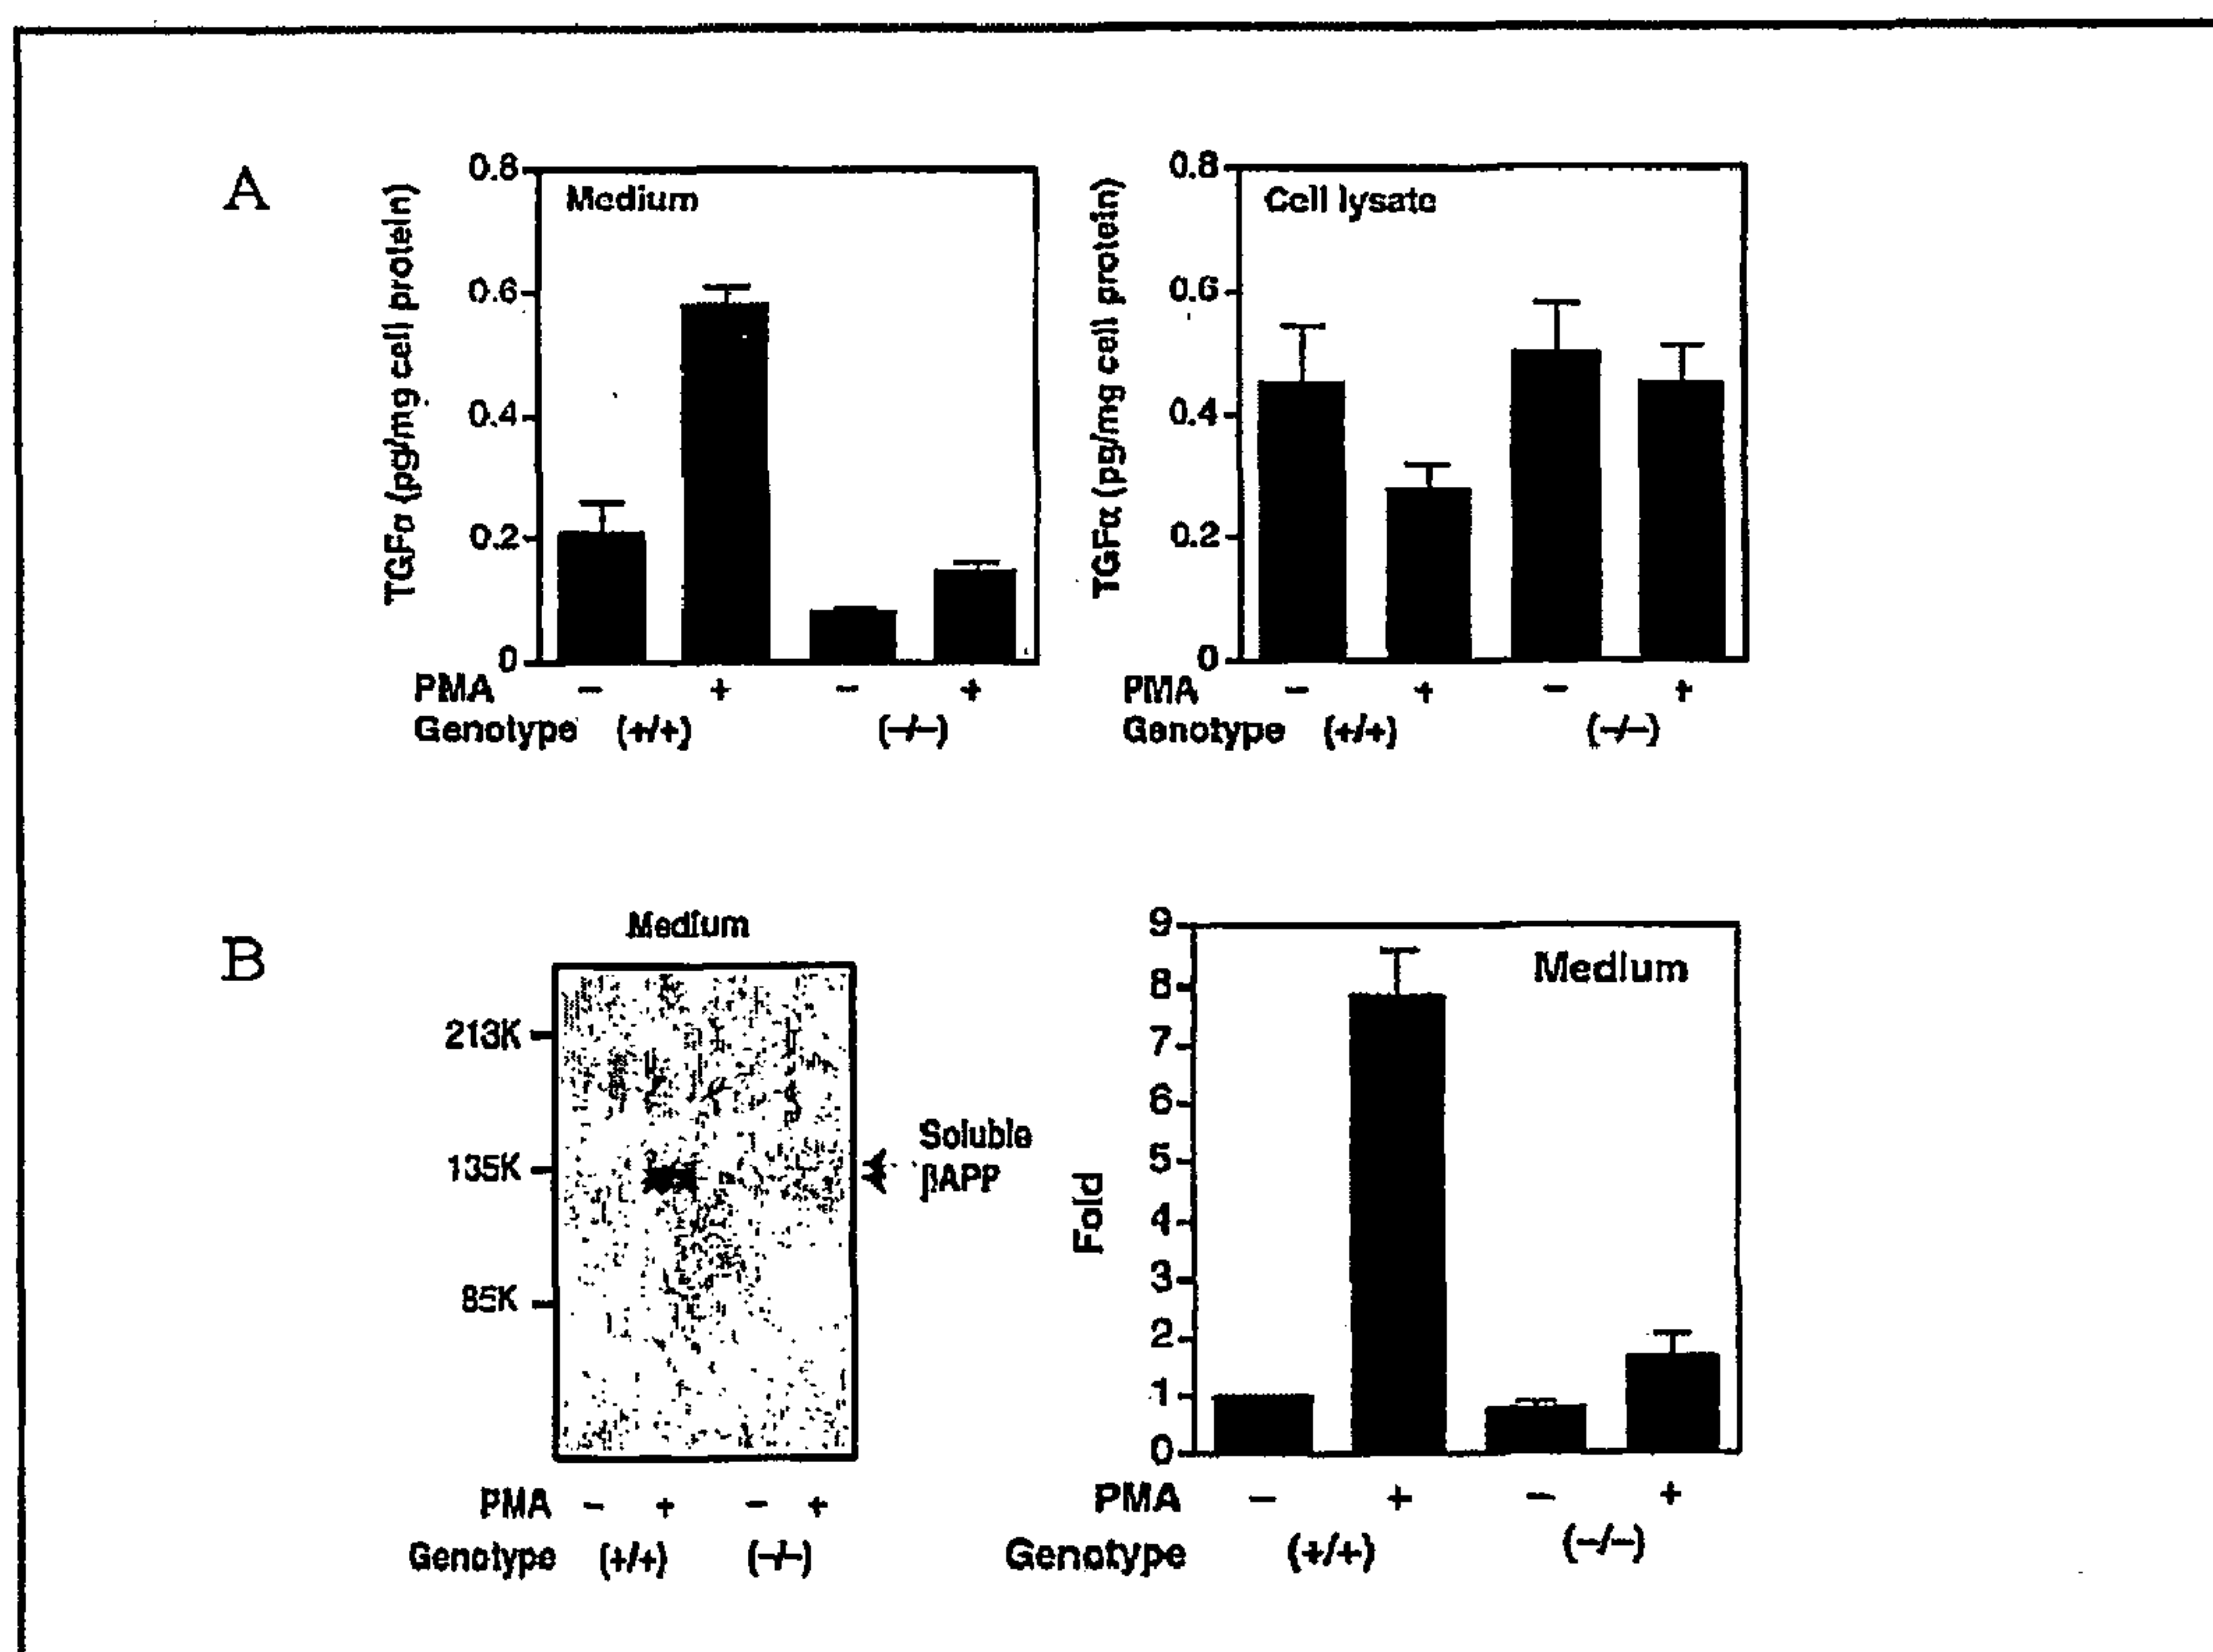 A
0.8
0.6
0.4
0.2
0
TGFα (pg/mg cell protein)
Medium
PMA − + − +
Genotype (+/+) (−/−)
0.8
0.6
0.4
0.2
0
TGFα (pg/mg cell protein)
Cell lysate
PMA − + − +
Genotype (+/+) (−/−)
B
Medium
213K
135K
85K
Soluble
βAPP
PMA − + − +
Genotype (+/+) (−/−)
9
8
7
6
5
4
3
2
1
0
Fold
Medium
PMA − + − +
Genotype (+/+) (−/−)